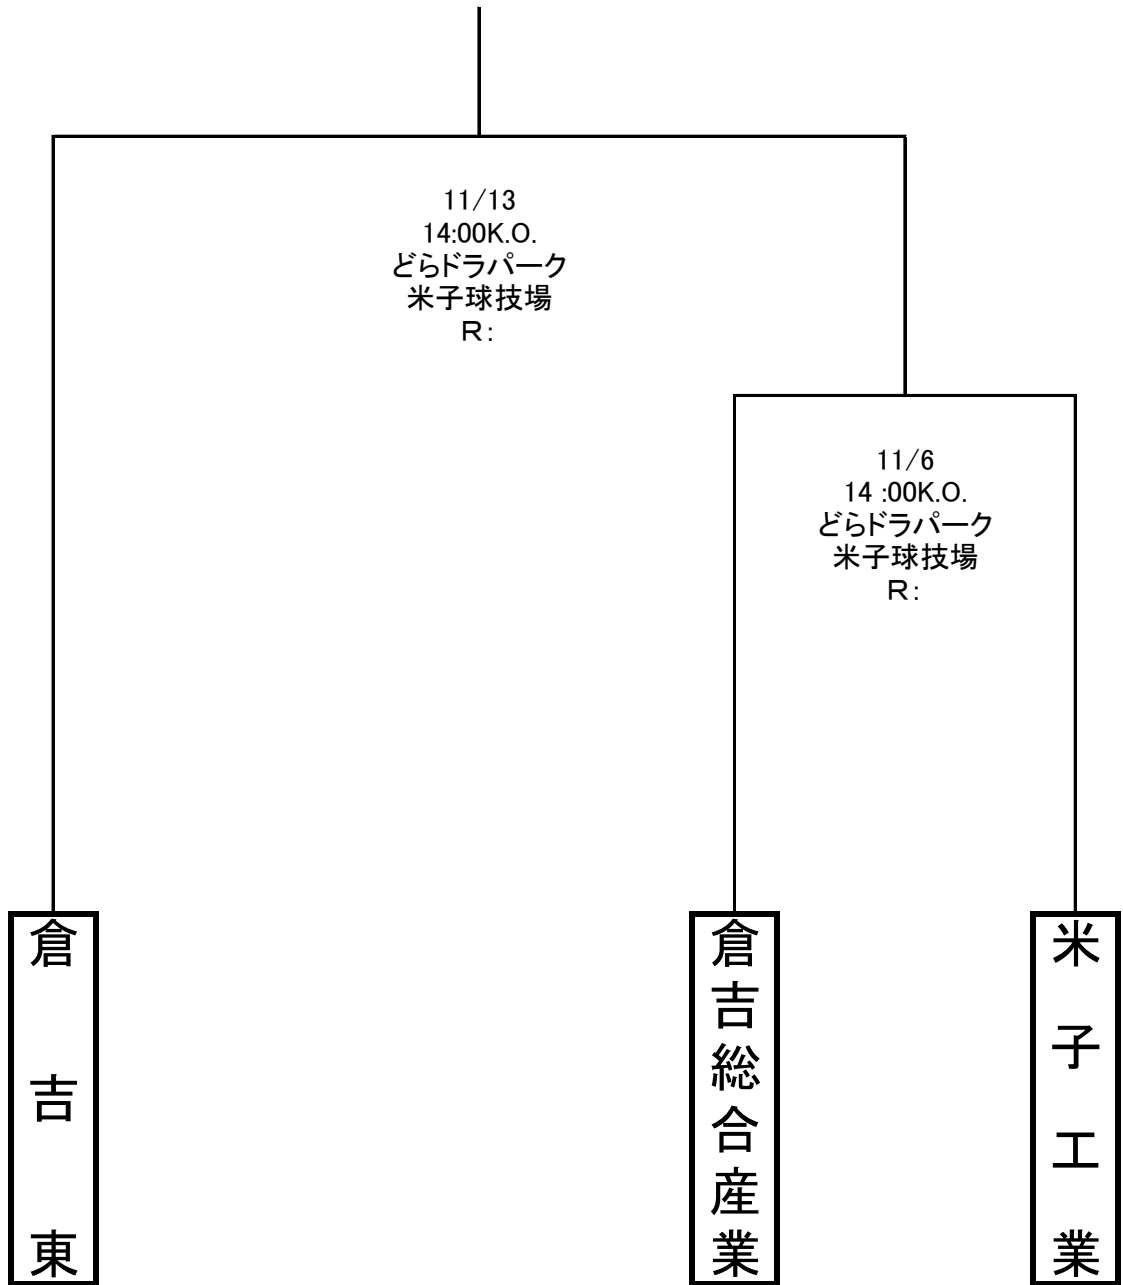 11/13
14:00K.O.
どらドラパーク
米子球技場
R:
11/6
14 :00K.O.
どらドラパーク
米子球技場
R:
倉吉東
倉吉総合産業
米子工業